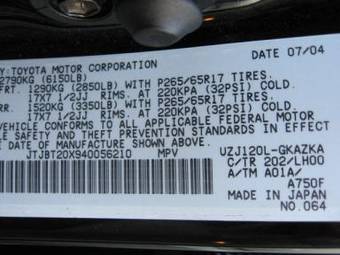 Y: TOYOTA MOTOR CORPORATION DATE 07/04
2790KG (6150LB)
FRT. 1290KG (2850LB) WITH P265/65R17 TIRES.
17X7 1/2JJ RIMS. AT 220KPA (32PSI) COLD.
RR. 1520KG (3350LB) WITH P265/65R17 TIRES.
17X7 1/2JJ RIMS. AT 220KPA (32PSI) COLD.
VEHICLE CONFORMS TO ALL APPLICABLE FEDERAL MOTOR
LE SAFETY AND THEFT PREVENTION STANDARDS IN EFFECT
DATE OF MANUFACTURE SHOWN ABOVE.
JTJBT20X940056210 MPV UZJ120L-GKAZKA
C/TR 202/LH00
A/TM A01A/
A750F
MADE IN JAPAN
NO.064